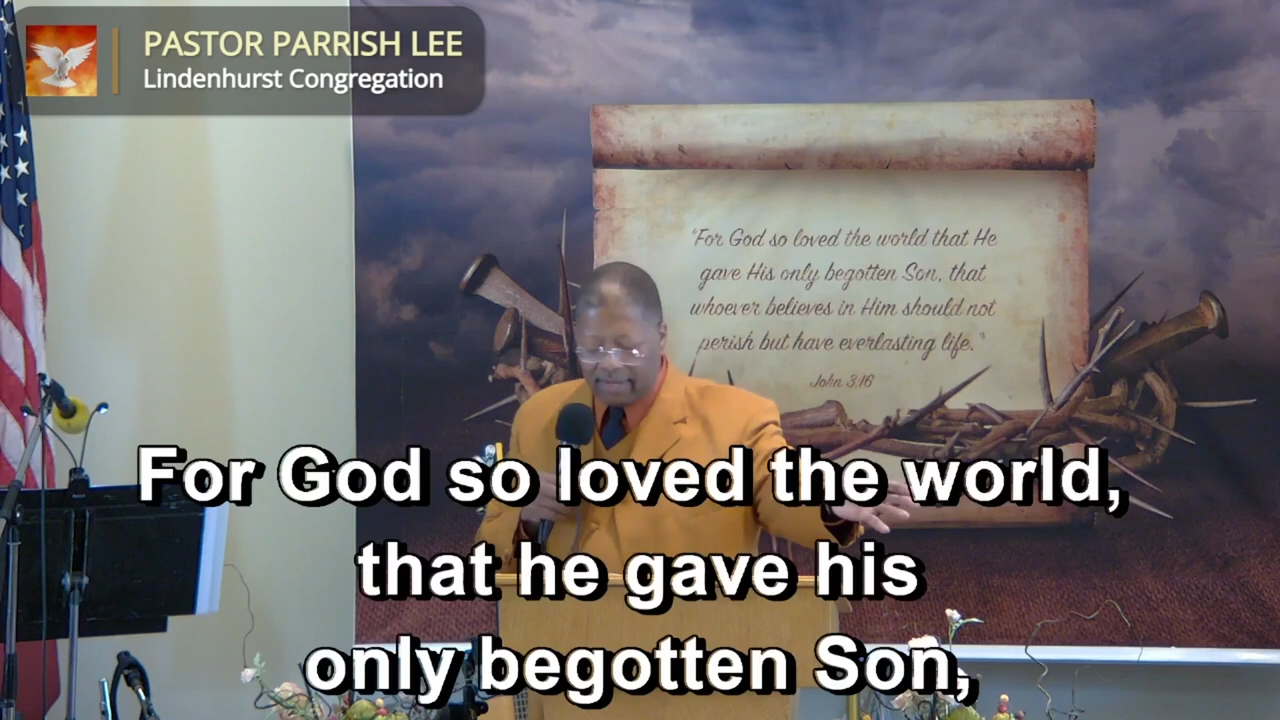 PASTOR PARRISH LEE
Lindenhurst Congregation
"For God so loved the world that He
gave His only begotten Son, that
whoever believes in Him should not
perish but have everlasting life."
John 3:16
For God so loved the world,
that he gave his
only begotten Son,